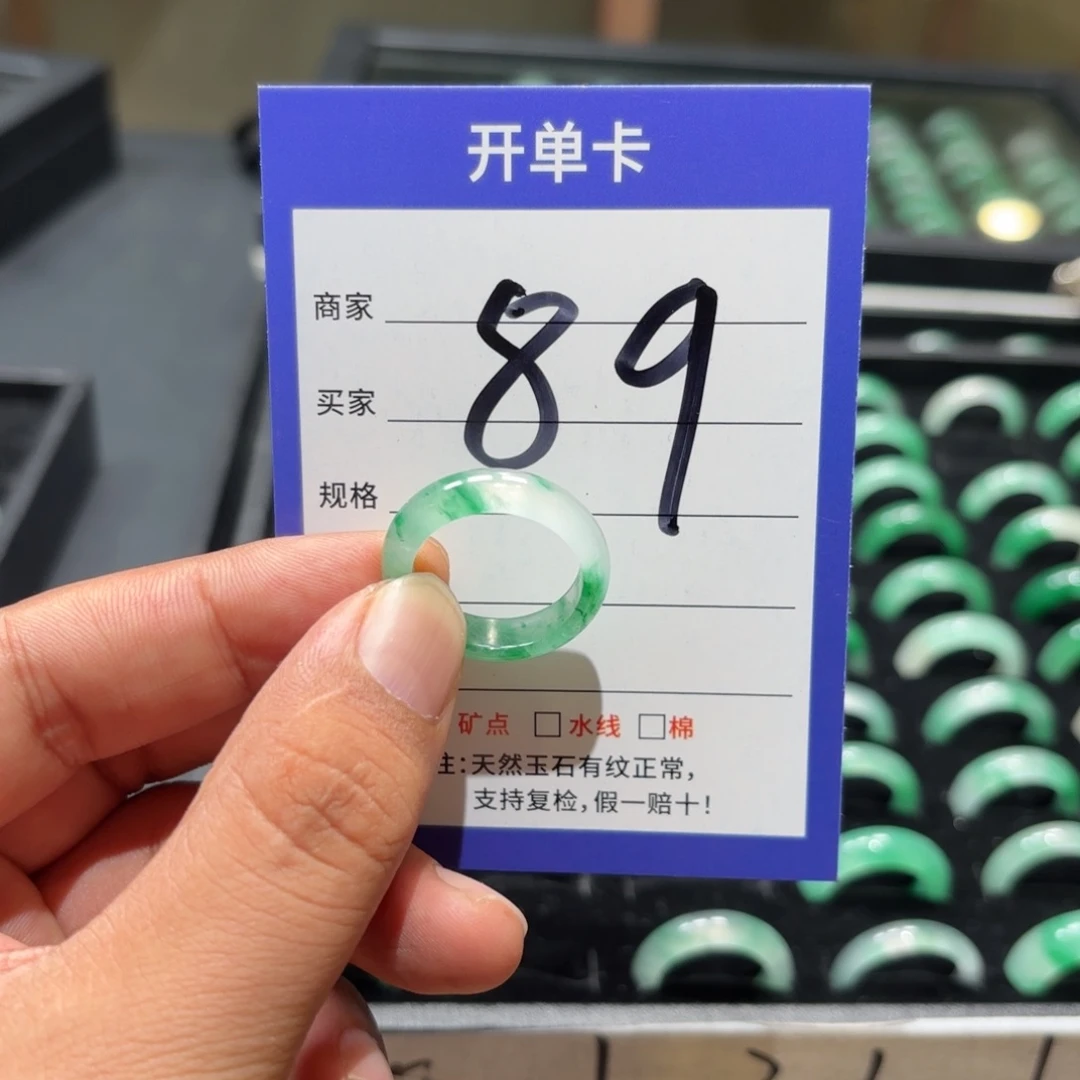 开单卡
89
商家
买家
规格
矿点 □水线 □棉
注:天然玉石有纹正常，
支持复检，假一赔十！